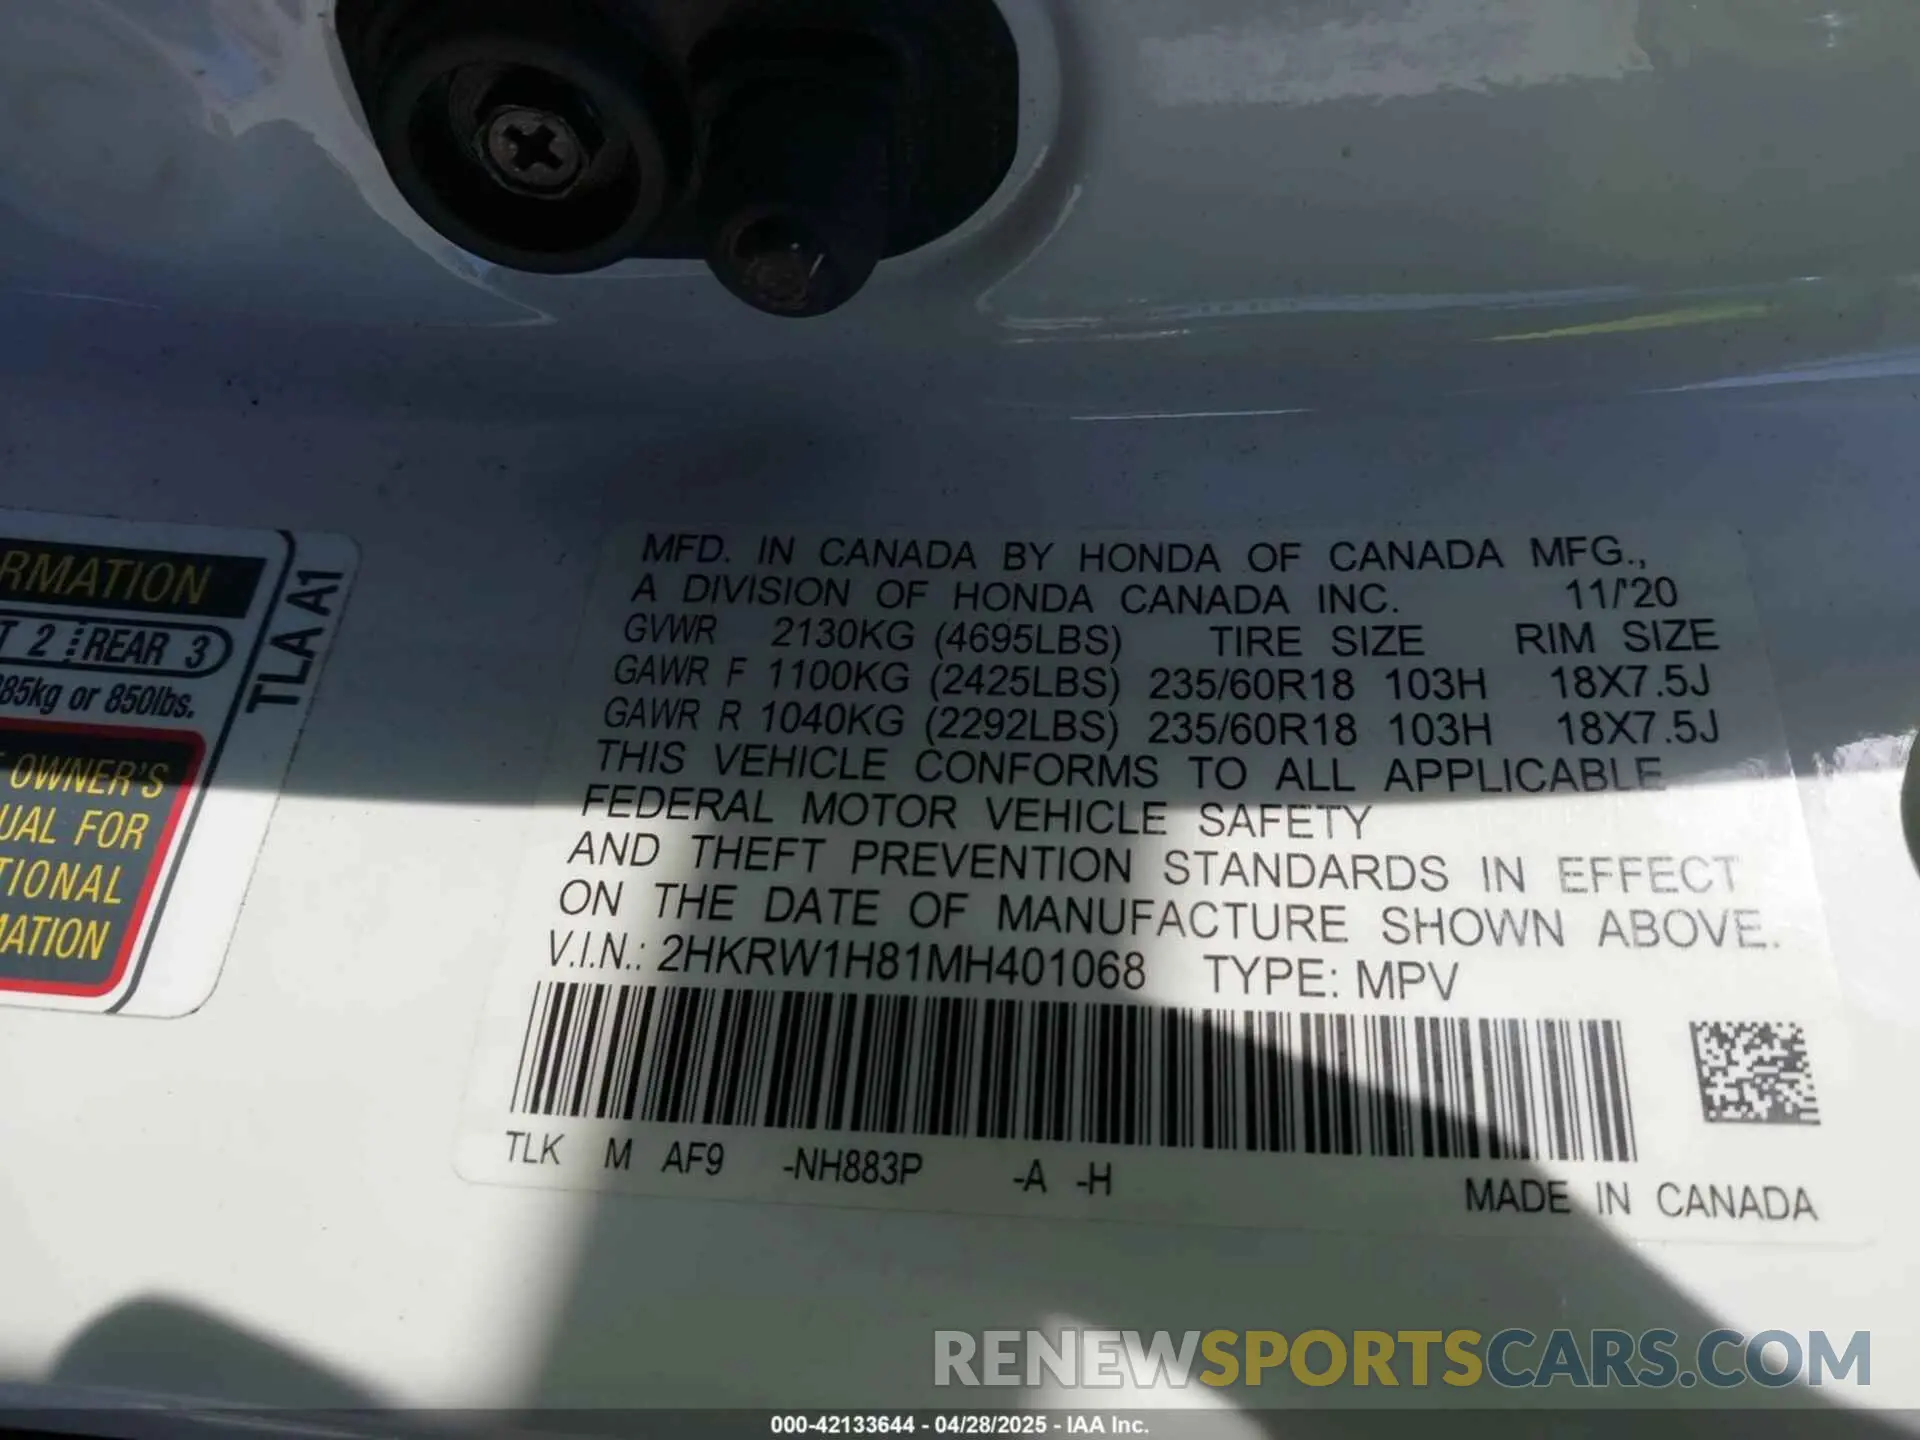 RMATION
T 2 REAR 3
85kg or 850lbs.
TLA A1
OWNER'S
UAL FOR
TIONAL
MATION
MFD. IN CANADA BY HONDA OF CANADA MFG.,
A DIVISION OF HONDA CANADA INC. 11/'20
GVWR 2130KG (4695LBS) TIRE SIZE RIM SIZE
GAWR F 1100KG (2425LBS) 235/60R18 103H 18X7.5J
GAWR R 1040KG (2292LBS) 235/60R18 103H 18X7.5J
THIS VEHICLE CONFORMS TO ALL APPLICABLE
FEDERAL MOTOR VEHICLE SAFETY
AND THEFT PREVENTION STANDARDS IN EFFECT
ON THE DATE OF MANUFACTURE SHOWN ABOVE.
V.I.N.: 2HKRW1H81MH401068 TYPE: MPV
TLK M AF9 -NH883P -A -H
MADE IN CANADA
RENEWSPORTSCARS.COM
000-42133644 - 04/28/2025 - IAA Inc.